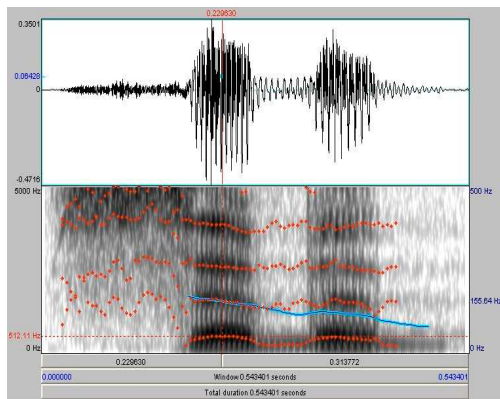 0.229630
0.3501
0.06428
0
-0.4716
5000 Hz
500 Hz
155.64 Hz
512.11 Hz
0 Hz
0 Hz
0.229630
0.313772
0.000000
Window 0.543401 seconds
0.543401
Total duration 0.543401 seconds